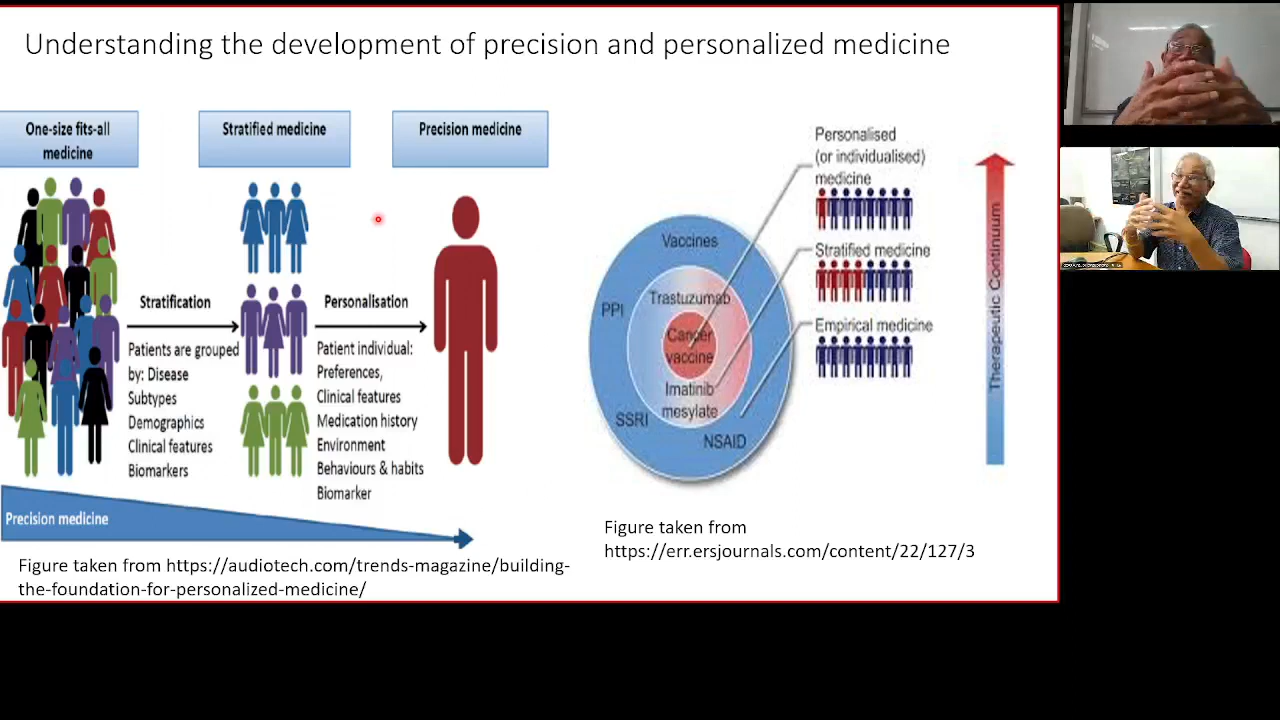 Understanding the development of precision and personalized medicine
One-size fits-all
medicine
Stratified medicine
Precision medicine
Stratification
Patients are grouped
by: Disease
Subtypes
Demographics
Clinical features
Biomarkers
Personalisation
Patient individual:
Preferences,
Clinical features
Medication history
Environment
Behaviours & habits
Biomarker
Precision medicine
Figure taken from https://audiotech.com/trends-magazine/building-
the-foundation-for-personalized-medicine/
Vaccines
PPI
Trastuzumab
Cancer
vaccine
Imatinib
mesylate
SSRI
NSAID
Personalised
(or individualised)
medicine
Stratified medicine
Empirical medicine
Therapeutic Continuum
Figure taken from
https://err.ersjournals.com/content/22/127/3